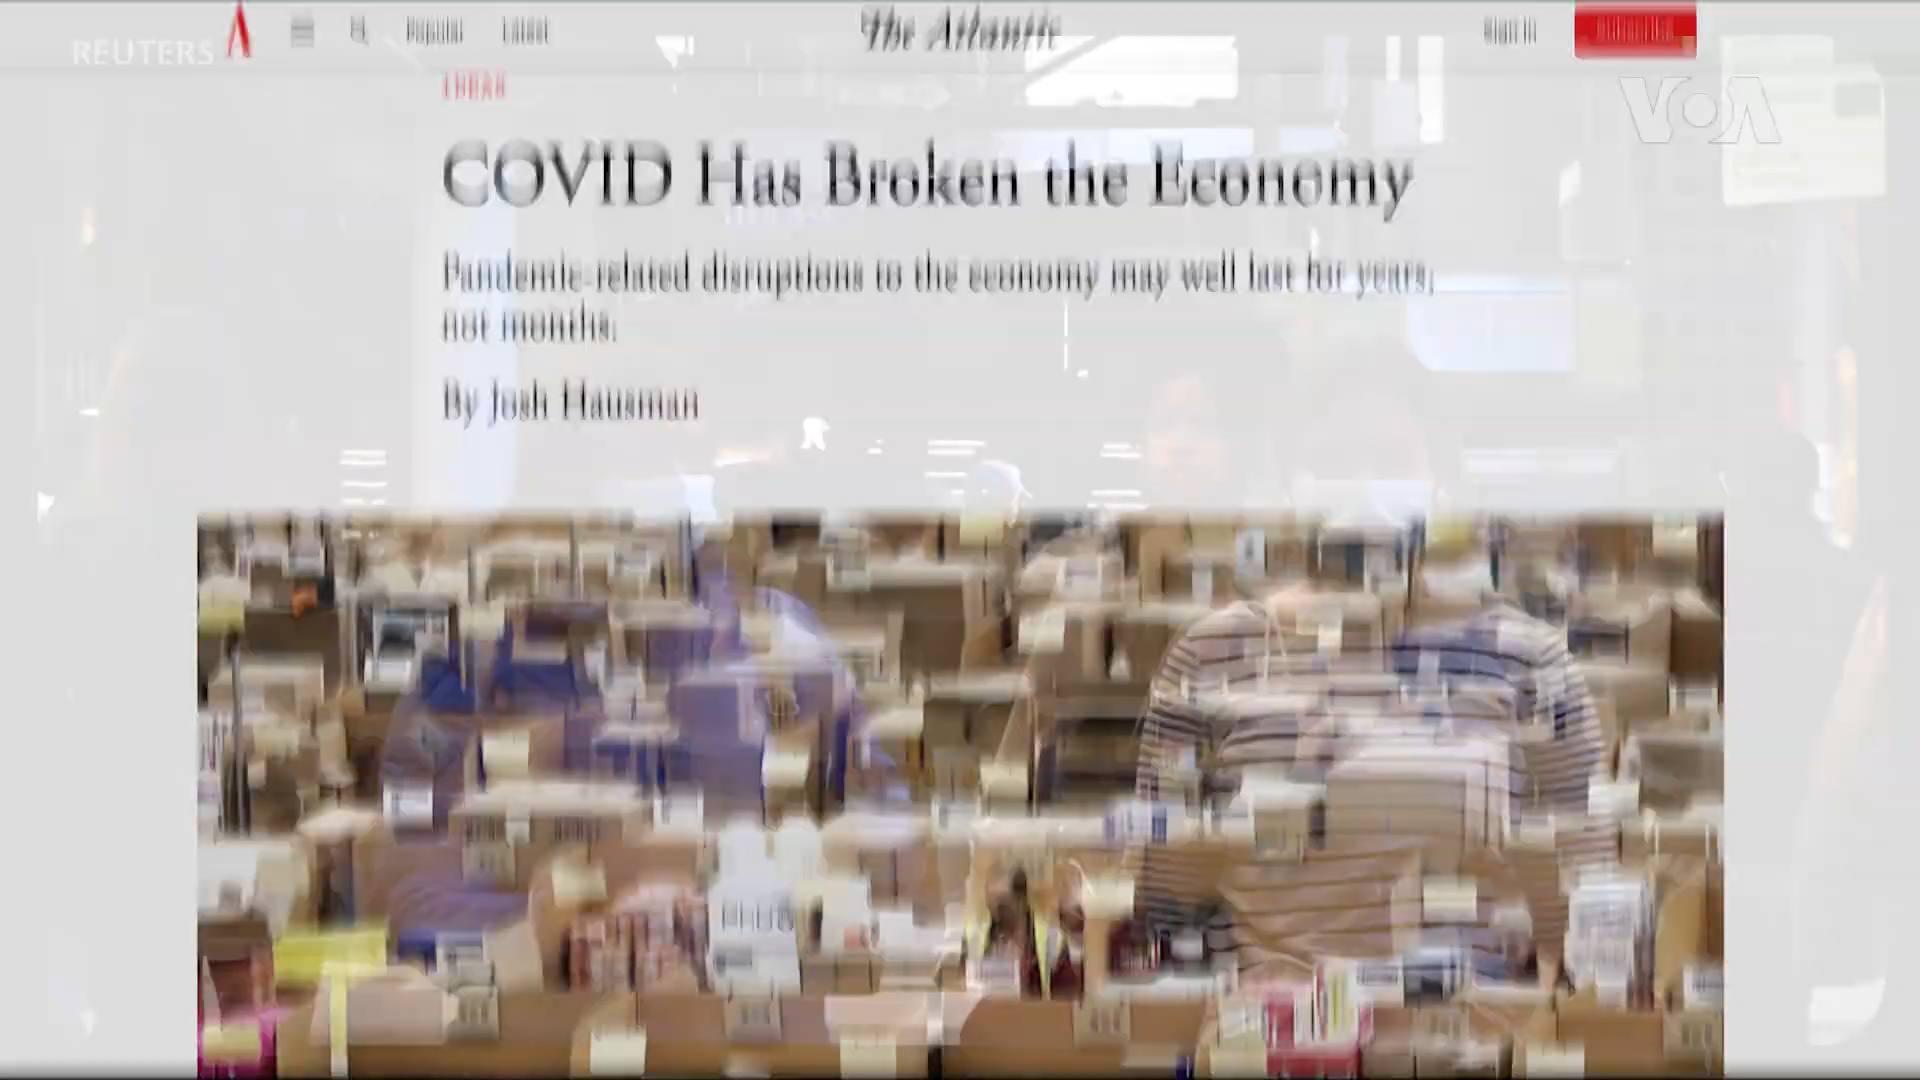 REUTERS
Popular
Latest
The Atlantic
Sign In
VOA
IDEAS
COVID Has Broken the Economy
Pandemic-related disruptions to the economy may well last for years,
not months.
By Josh Hausman